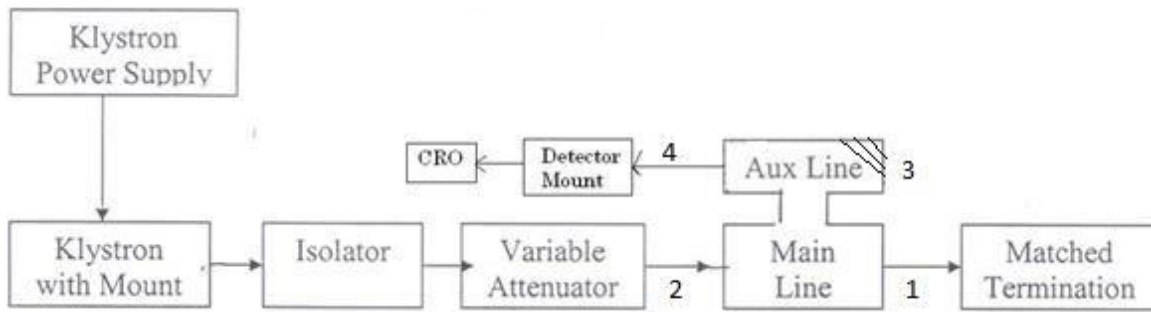 Klystron
Power Supply
CRO
Detector
Mount
4
Aux Line
3
Klystron
with Mount
Isolator
Variable
Attenuator
2
Main
Line
1
Matched
Termination